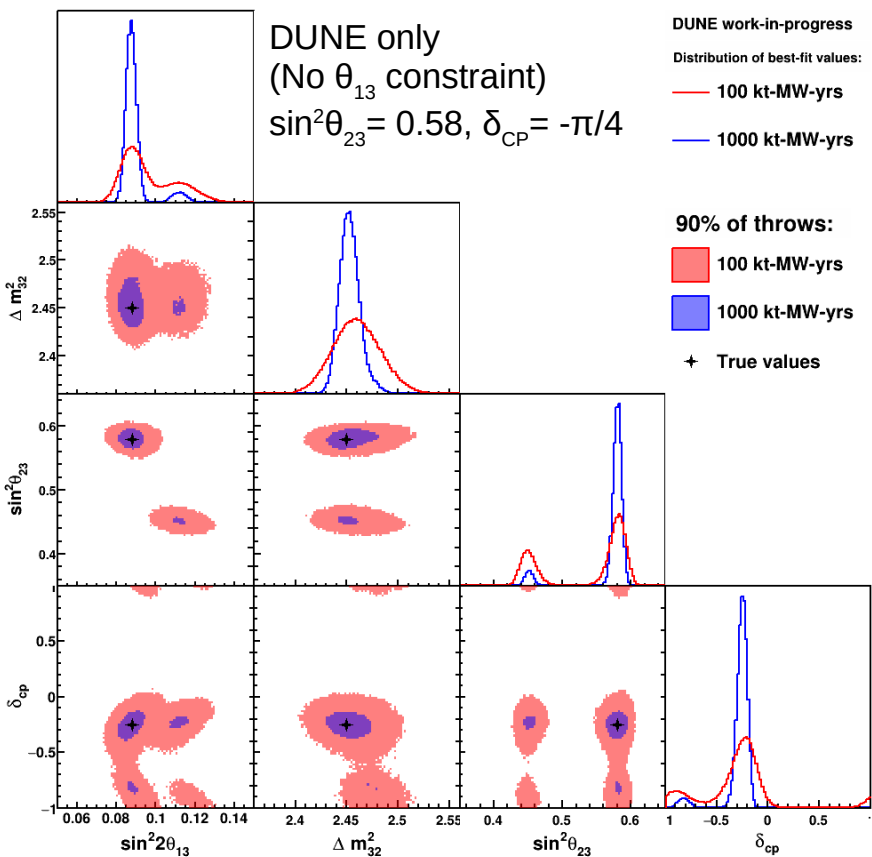 DUNE only
(No θ₁₃ constraint)
sin²θ₂₃= 0.58, δ_CP= -π/4
DUNE work-in-progress
Distribution of best-fit values:
100 kt-MW-yrs
1000 kt-MW-yrs
90% of throws:
100 kt-MW-yrs
1000 kt-MW-yrs
True values
Δ m²₃₂
2.55
2.5
2.45
2.4
sin²θ₂₃
0.6
0.5
0.4
δ_cp
0.5
0
−0.5
−1
0.06 0.08 0.1 0.12 0.14
2.4 2.45 2.5 2.55
0.4 0.5 0.6
1 −0.5 0 0.5 1
sin²2θ₁₃
Δ m²₃₂
sin²θ₂₃
δ_cp